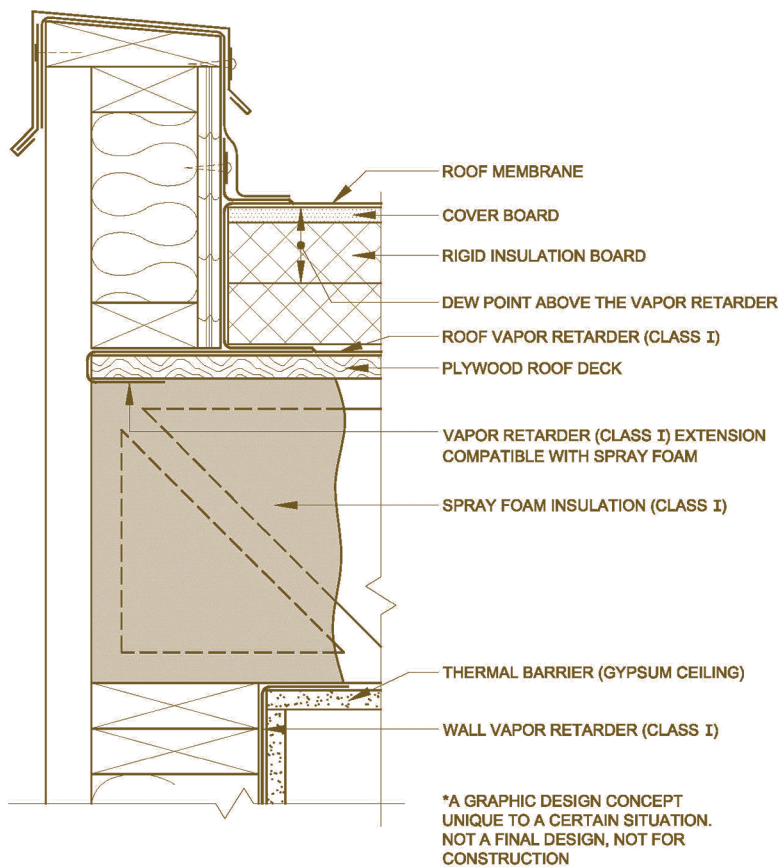 ROOF MEMBRANE
COVER BOARD
RIGID INSULATION BOARD
DEW POINT ABOVE THE VAPOR RETARDER
ROOF VAPOR RETARDER (CLASS I)
PLYWOOD ROOF DECK
VAPOR RETARDER (CLASS I) EXTENSION
COMPATIBLE WITH SPRAY FOAM
SPRAY FOAM INSULATION (CLASS I)
THERMAL BARRIER (GYPSUM CEILING)
WALL VAPOR RETARDER (CLASS I)
*A GRAPHIC DESIGN CONCEPT
UNIQUE TO A CERTAIN SITUATION.
NOT A FINAL DESIGN, NOT FOR
CONSTRUCTION